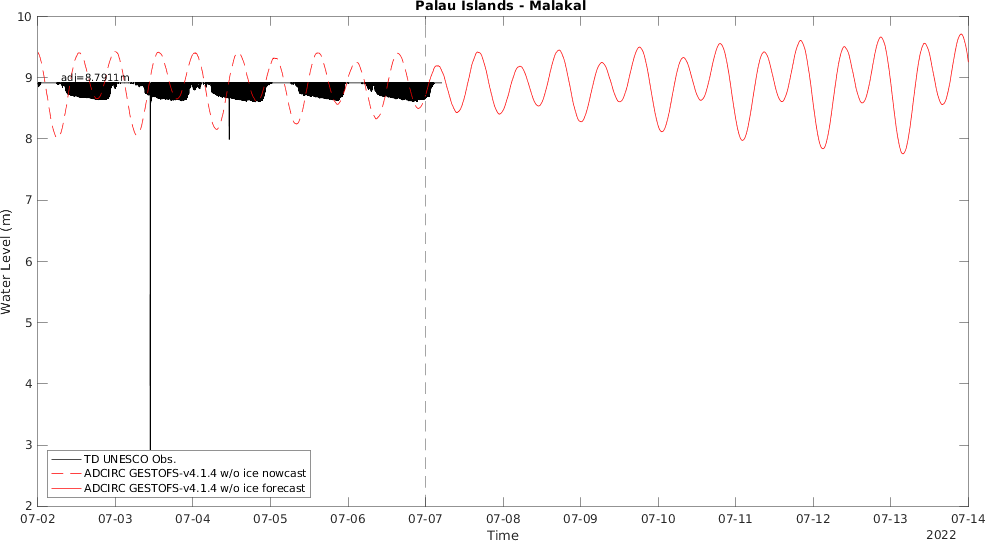 Palau Islands - Malakal
10
9
8
7
6
5
4
3
2
Water Level (m)
adj=8.7911m
TD UNESCO Obs.
ADCIRC GESTOFS-v4.1.4 w/o ice nowcast
ADCIRC GESTOFS-v4.1.4 w/o ice forecast
07-02 07-03 07-04 07-05 07-06 07-07 07-08 07-09 07-10 07-11 07-12 07-13 07-14
Time
2022